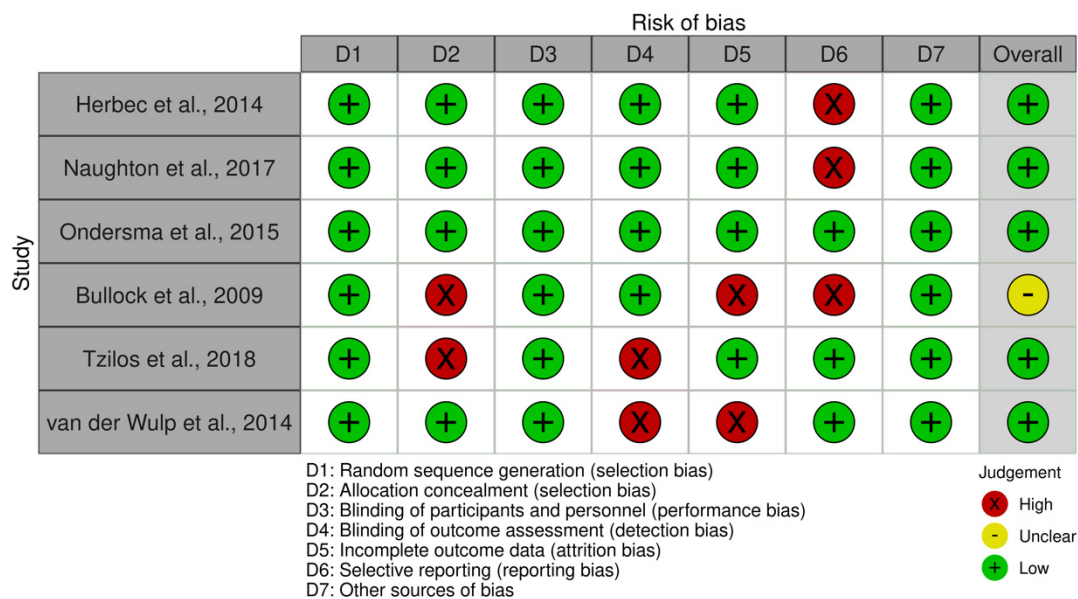 Risk of bias
D1 D2 D3 D4 D5 D6 D7 Overall
Study
Herbec et al., 2014 + + + + + X + +
Naughton et al., 2017 + + + + + X + +
Ondersma et al., 2015 + + + + + + + +
Bullock et al., 2009 + X + + X X + -
Tzilos et al., 2018 + X + X + + + +
van der Wulp et al., 2014 + + + X X + + +
D1: Random sequence generation (selection bias)
D2: Allocation concealment (selection bias)
D3: Blinding of participants and personnel (performance bias)
D4: Blinding of outcome assessment (detection bias)
D5: Incomplete outcome data (attrition bias)
D6: Selective reporting (reporting bias)
D7: Other sources of bias
Judgement
X High
- Unclear
+ Low